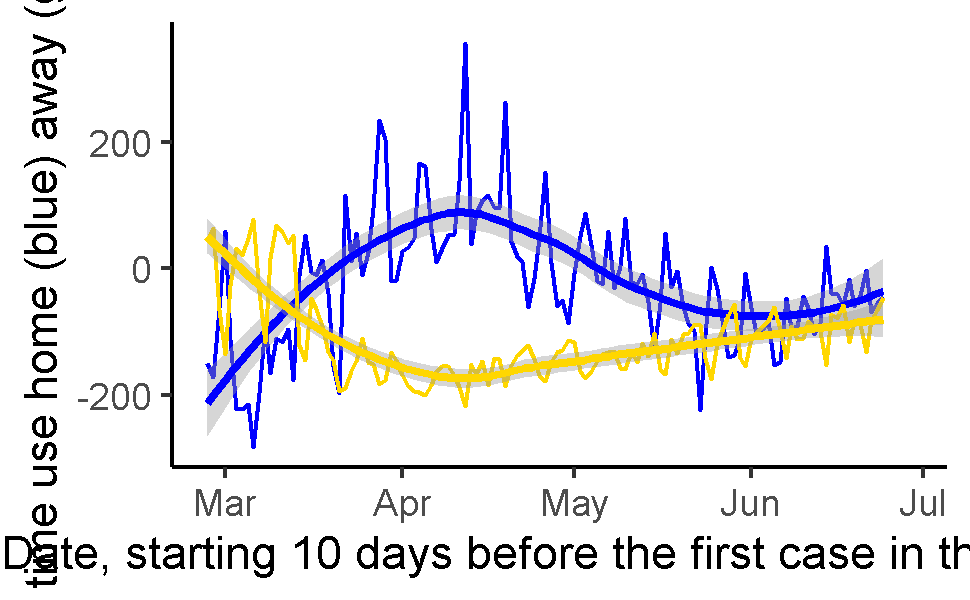 time use home (blue) away (
200
0
-200
Mar Apr May Jun Jul
Date, starting 10 days before the first case in th